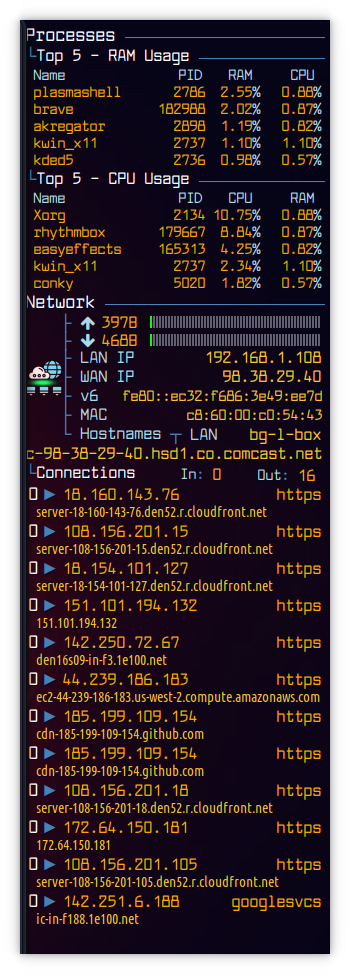 Processes
Top 5 - RAM Usage
Name PID RAM CPU
plasmashell 2786 2.55% 0.88%
brave 182988 2.02% 0.87%
akregator 2898 1.19% 0.82%
kwin_x11 2737 1.10% 1.10%
kded5 2736 0.98% 0.57%
Top 5 - CPU Usage
Name PID CPU RAM
Xorg 2134 10.75% 0.88%
rhythmbox 179667 8.84% 0.87%
easyeffects 165313 4.25% 0.82%
kwin_x11 2737 2.34% 1.10%
conky 5020 1.82% 0.57%
Network
3978
4688
LAN IP 192.168.1.108
WAN IP 98.38.29.40
v6 fe80::ec32:f686:3e49:ee7d
MAC c8:60:00:c0:54:43
Hostnames LAN bg-l-box
c-98-38-29-40.hsd1.co.comcast.net
Connections In: 0 Out: 16
0 ▶ 18.160.143.76 https
server-18-160-143-76.den52.r.cloudfront.net
0 ▶ 108.156.201.15 https
server-108-156-201-15.den52.r.cloudfront.net
0 ▶ 18.154.101.127 https
server-18-154-101-127.den52.r.cloudfront.net
0 ▶ 151.101.194.132 https
151.101.194.132
0 ▶ 142.250.72.67 https
den16s09-in-f3.1e100.net
0 ▶ 44.239.186.183 https
ec2-44-239-186-183.us-west-2.compute.amazonaws.com
0 ▶ 185.199.109.154 https
cdn-185-199-109-154.github.com
0 ▶ 185.199.109.154 https
cdn-185-199-109-154.github.com
0 ▶ 108.156.201.18 https
server-108-156-201-18.den52.r.cloudfront.net
0 ▶ 172.64.150.181 https
172.64.150.181
0 ▶ 108.156.201.105 https
server-108-156-201-105.den52.r.cloudfront.net
0 ▶ 142.251.6.188 googlesvcs
ic-in-f188.1e100.net